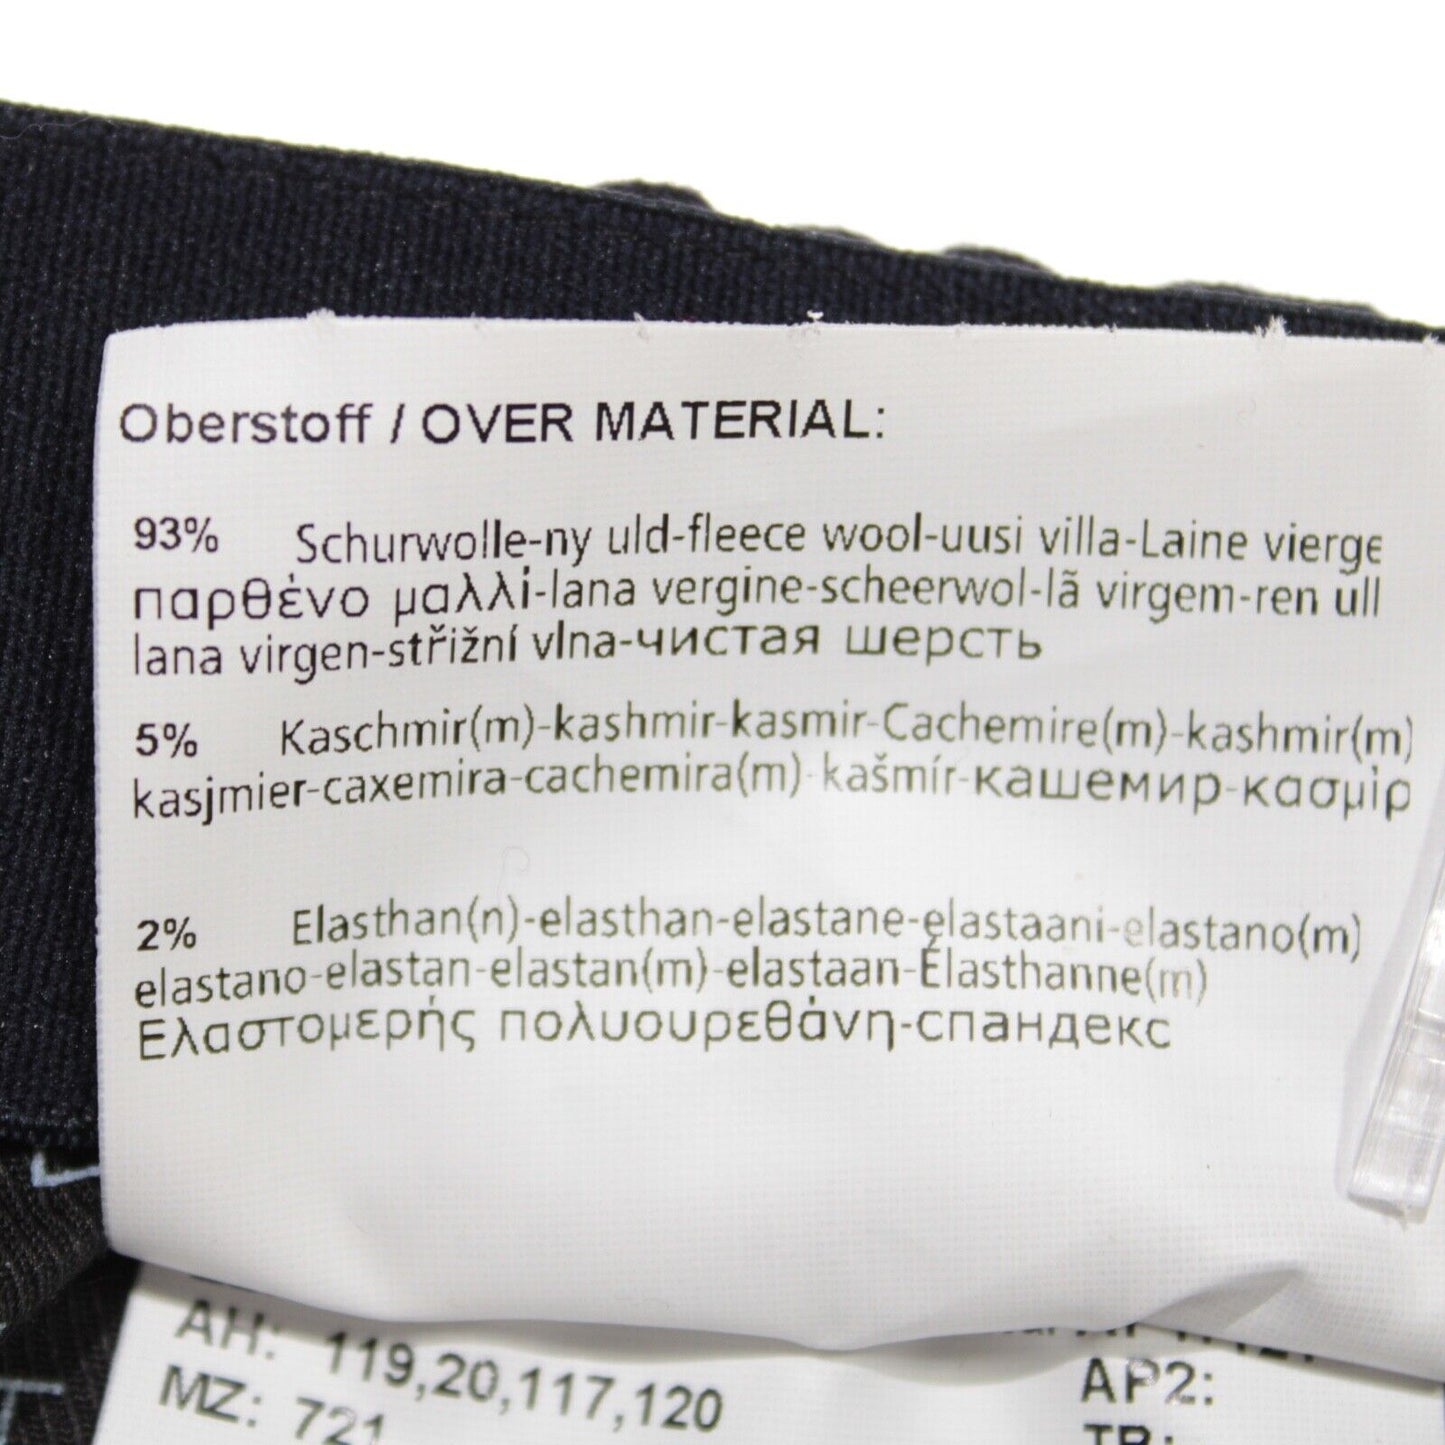 Oberstoff / OVER MATERIAL:
93% Schurwolle-ny uld-fleece wool-uusi villa-Laine vierge
παρθένο μαλλί-lana vergine-scheerwol-lã virgem-ren ull
lana virgen-střižní vlna-чистая шерсть
5% Kaschmir(m)-kashmir-kasmir-Cachemire(m)-kashmir(m)
kasjmier-caxemira-cachemira(m)-kašmír-кашемир-κασμίρ
2% Elasthan(n)-elasthan-elastane-elastaani-elastano(m)
elastano-elastan-elastan(m)-elastaan-Élasthanne(m)
Ελαστομερής πολυουρεθάνη-спандекс
AH: 119,20,117,120
AP2:
MZ: 721
TR: